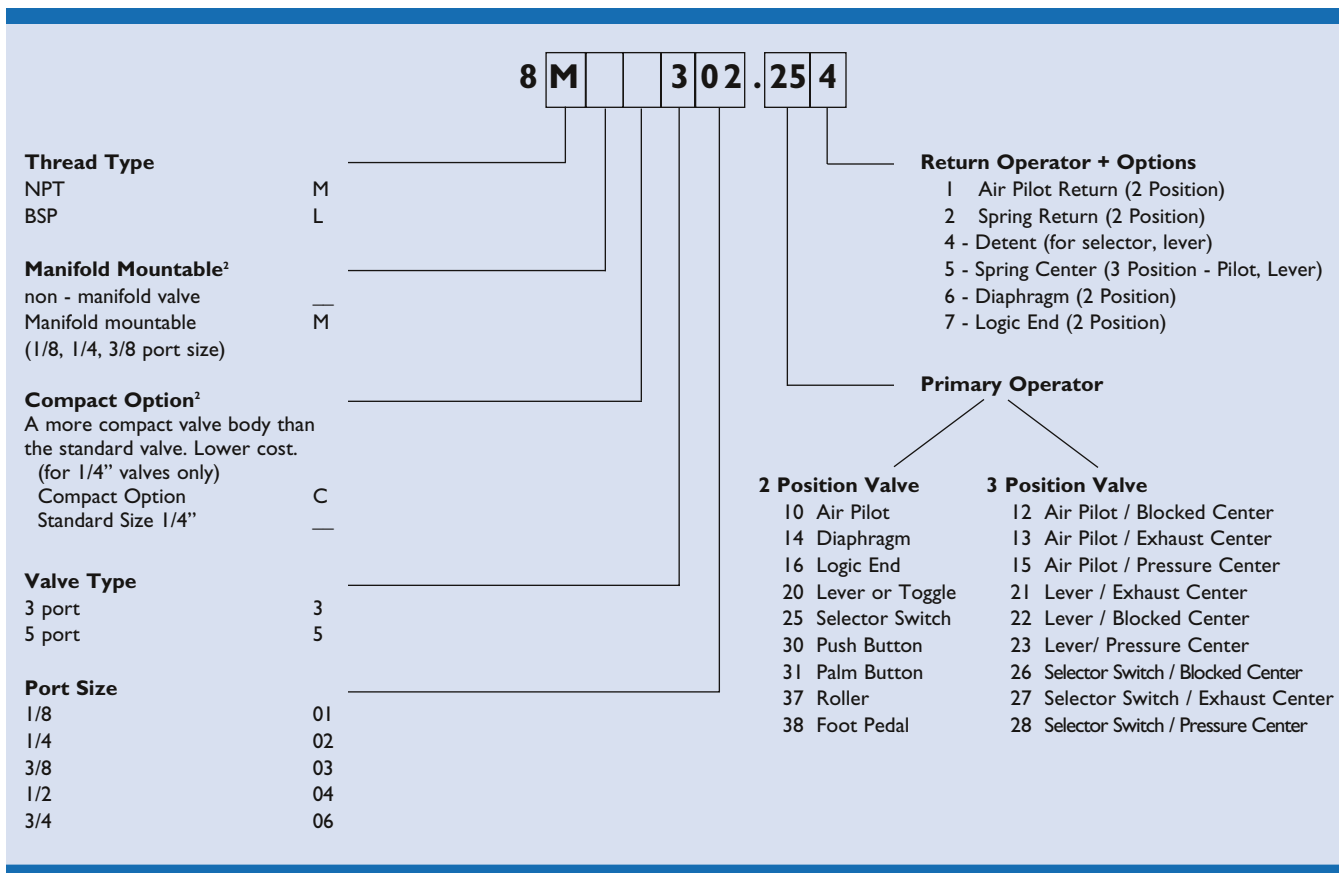 8 M 3 02 . 25 4
Thread Type
NPT M
BSP L
Manifold Mountable²
non - manifold valve __
Manifold mountable M
(1/8, 1/4, 3/8 port size)
Compact Option²
A more compact valve body than
the standard valve. Lower cost.
(for 1/4” valves only)
Compact Option C
Standard Size 1/4” __
Valve Type
3 port 3
5 port 5
Port Size
1/8 01
1/4 02
3/8 03
1/2 04
3/4 06
Return Operator + Options
1 Air Pilot Return (2 Position)
2 Spring Return (2 Position)
4 - Detent (for selector, lever)
5 - Spring Center (3 Position - Pilot, Lever)
6 - Diaphragm (2 Position)
7 - Logic End (2 Position)
Primary Operator
2 Position Valve
10 Air Pilot
14 Diaphragm
16 Logic End
20 Lever or Toggle
25 Selector Switch
30 Push Button
31 Palm Button
37 Roller
38 Foot Pedal
3 Position Valve
12 Air Pilot / Blocked Center
13 Air Pilot / Exhaust Center
15 Air Pilot / Pressure Center
21 Lever / Exhaust Center
22 Lever / Blocked Center
23 Lever/ Pressure Center
26 Selector Switch / Blocked Center
27 Selector Switch / Exhaust Center
28 Selector Switch / Pressure Center